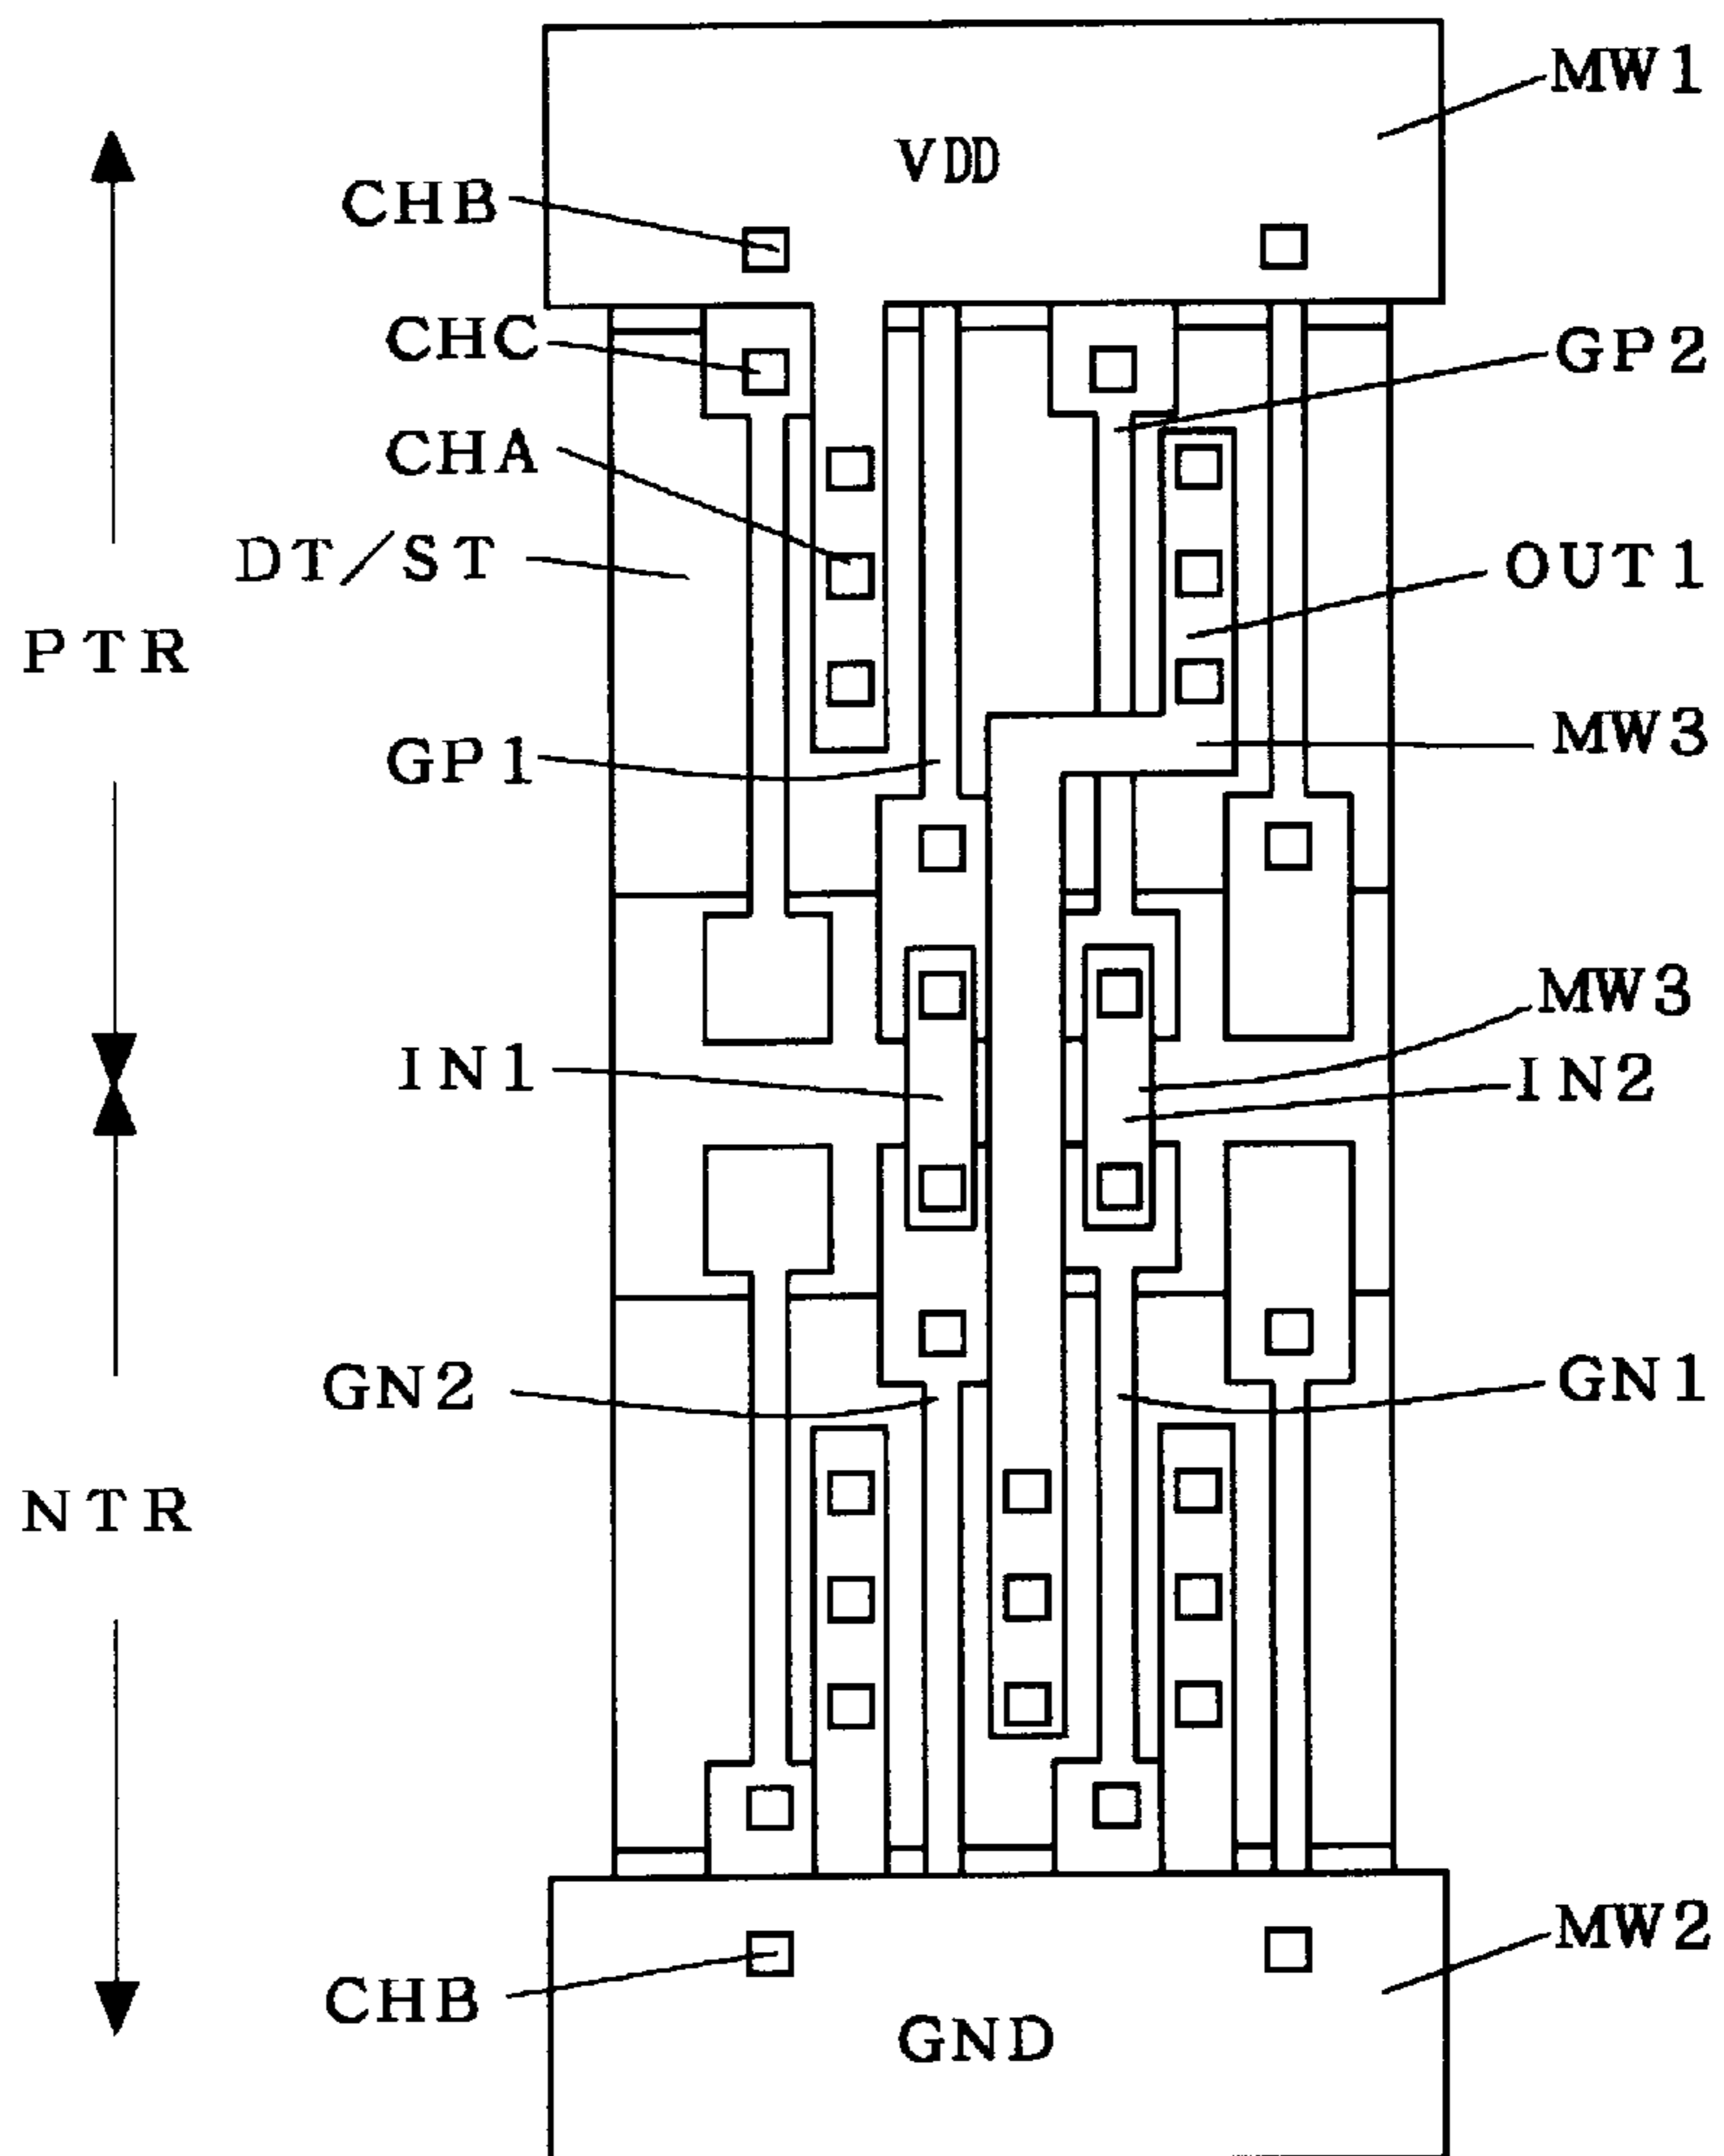 MW1
VDD
CHB
CHC
GP2
CHA
DT/ST
OUT1
PTR
MW3
GP1
MW3
IN1
IN2
GN2
GN1
NTR
MW2
CHB
GND